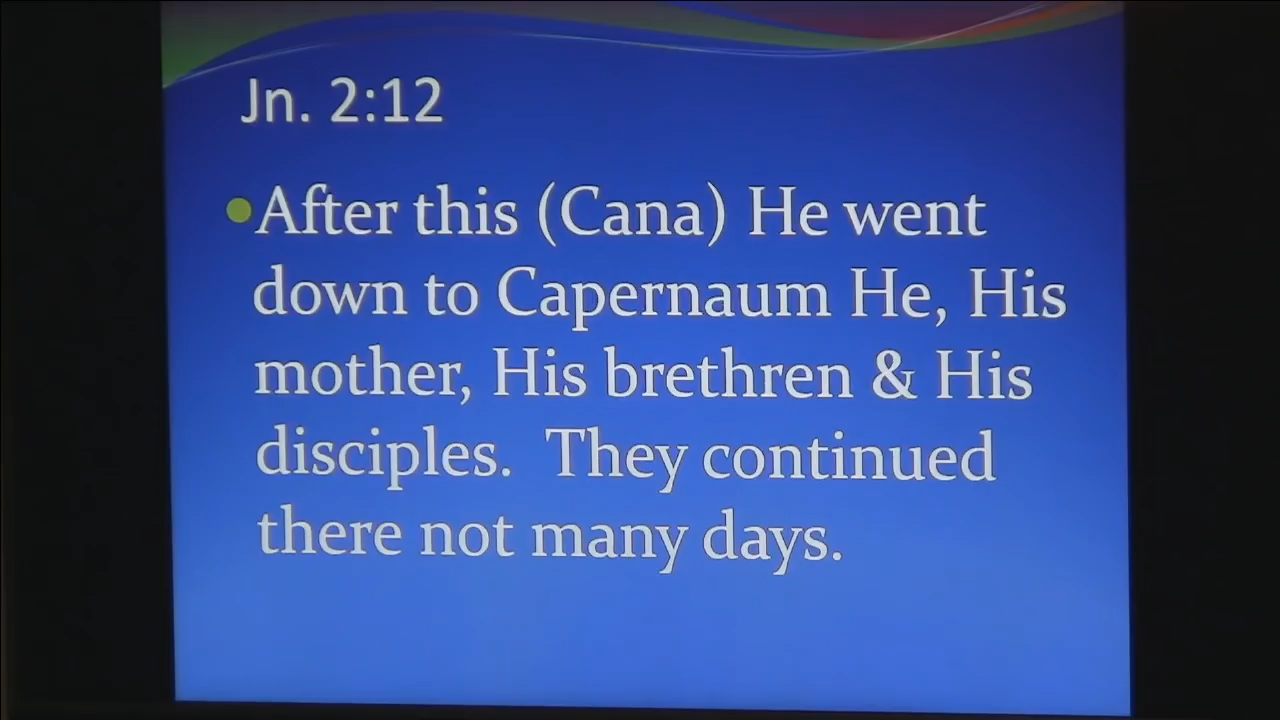 Jn. 2:12
After this (Cana) He went
down to Capernaum He, His
mother, His brethren & His
disciples. They continued
there not many days.